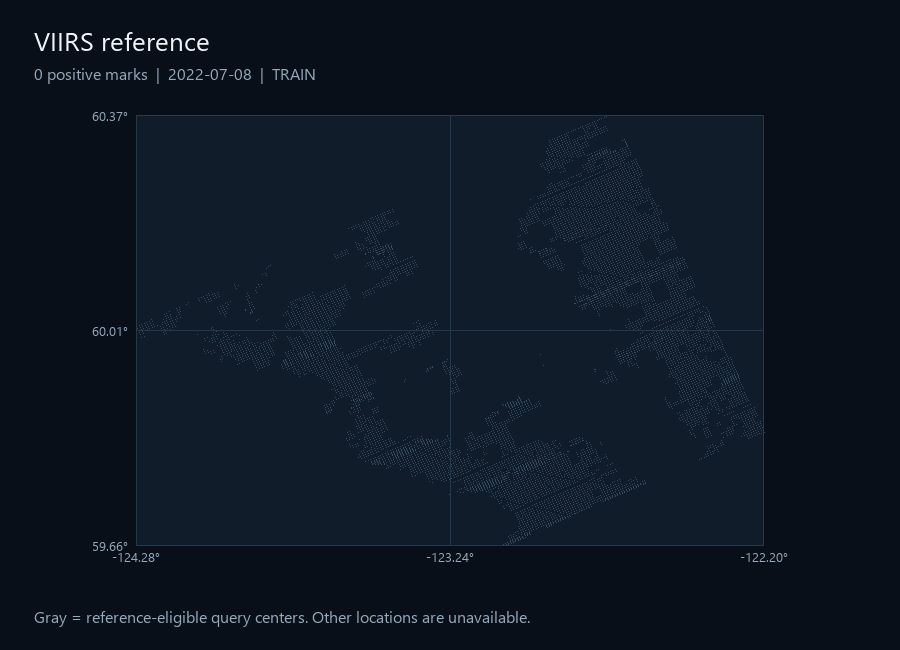 VIIRS reference
0 positive marks | 2022-07-08 | TRAIN
60.37°
60.01°
59.66°
-124.28°
-123.24°
-122.20°
Gray = reference-eligible query centers. Other locations are unavailable.